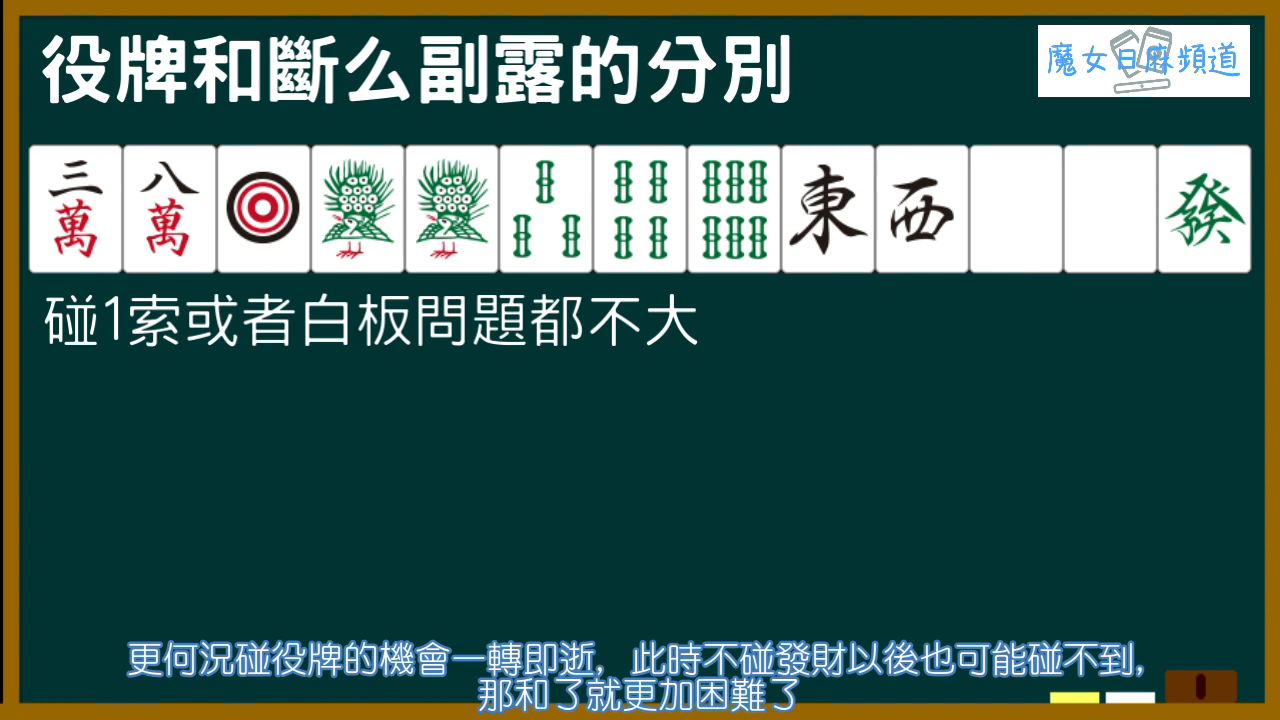 役牌和斷么副露的分別
魔女日麻頻道
三萬 八萬 東 西 發
碰1索或者白板問題都不大
更何況碰役牌的機會一轉即逝，此時不碰發財以後也可能碰不到，
那和了就更加困難了